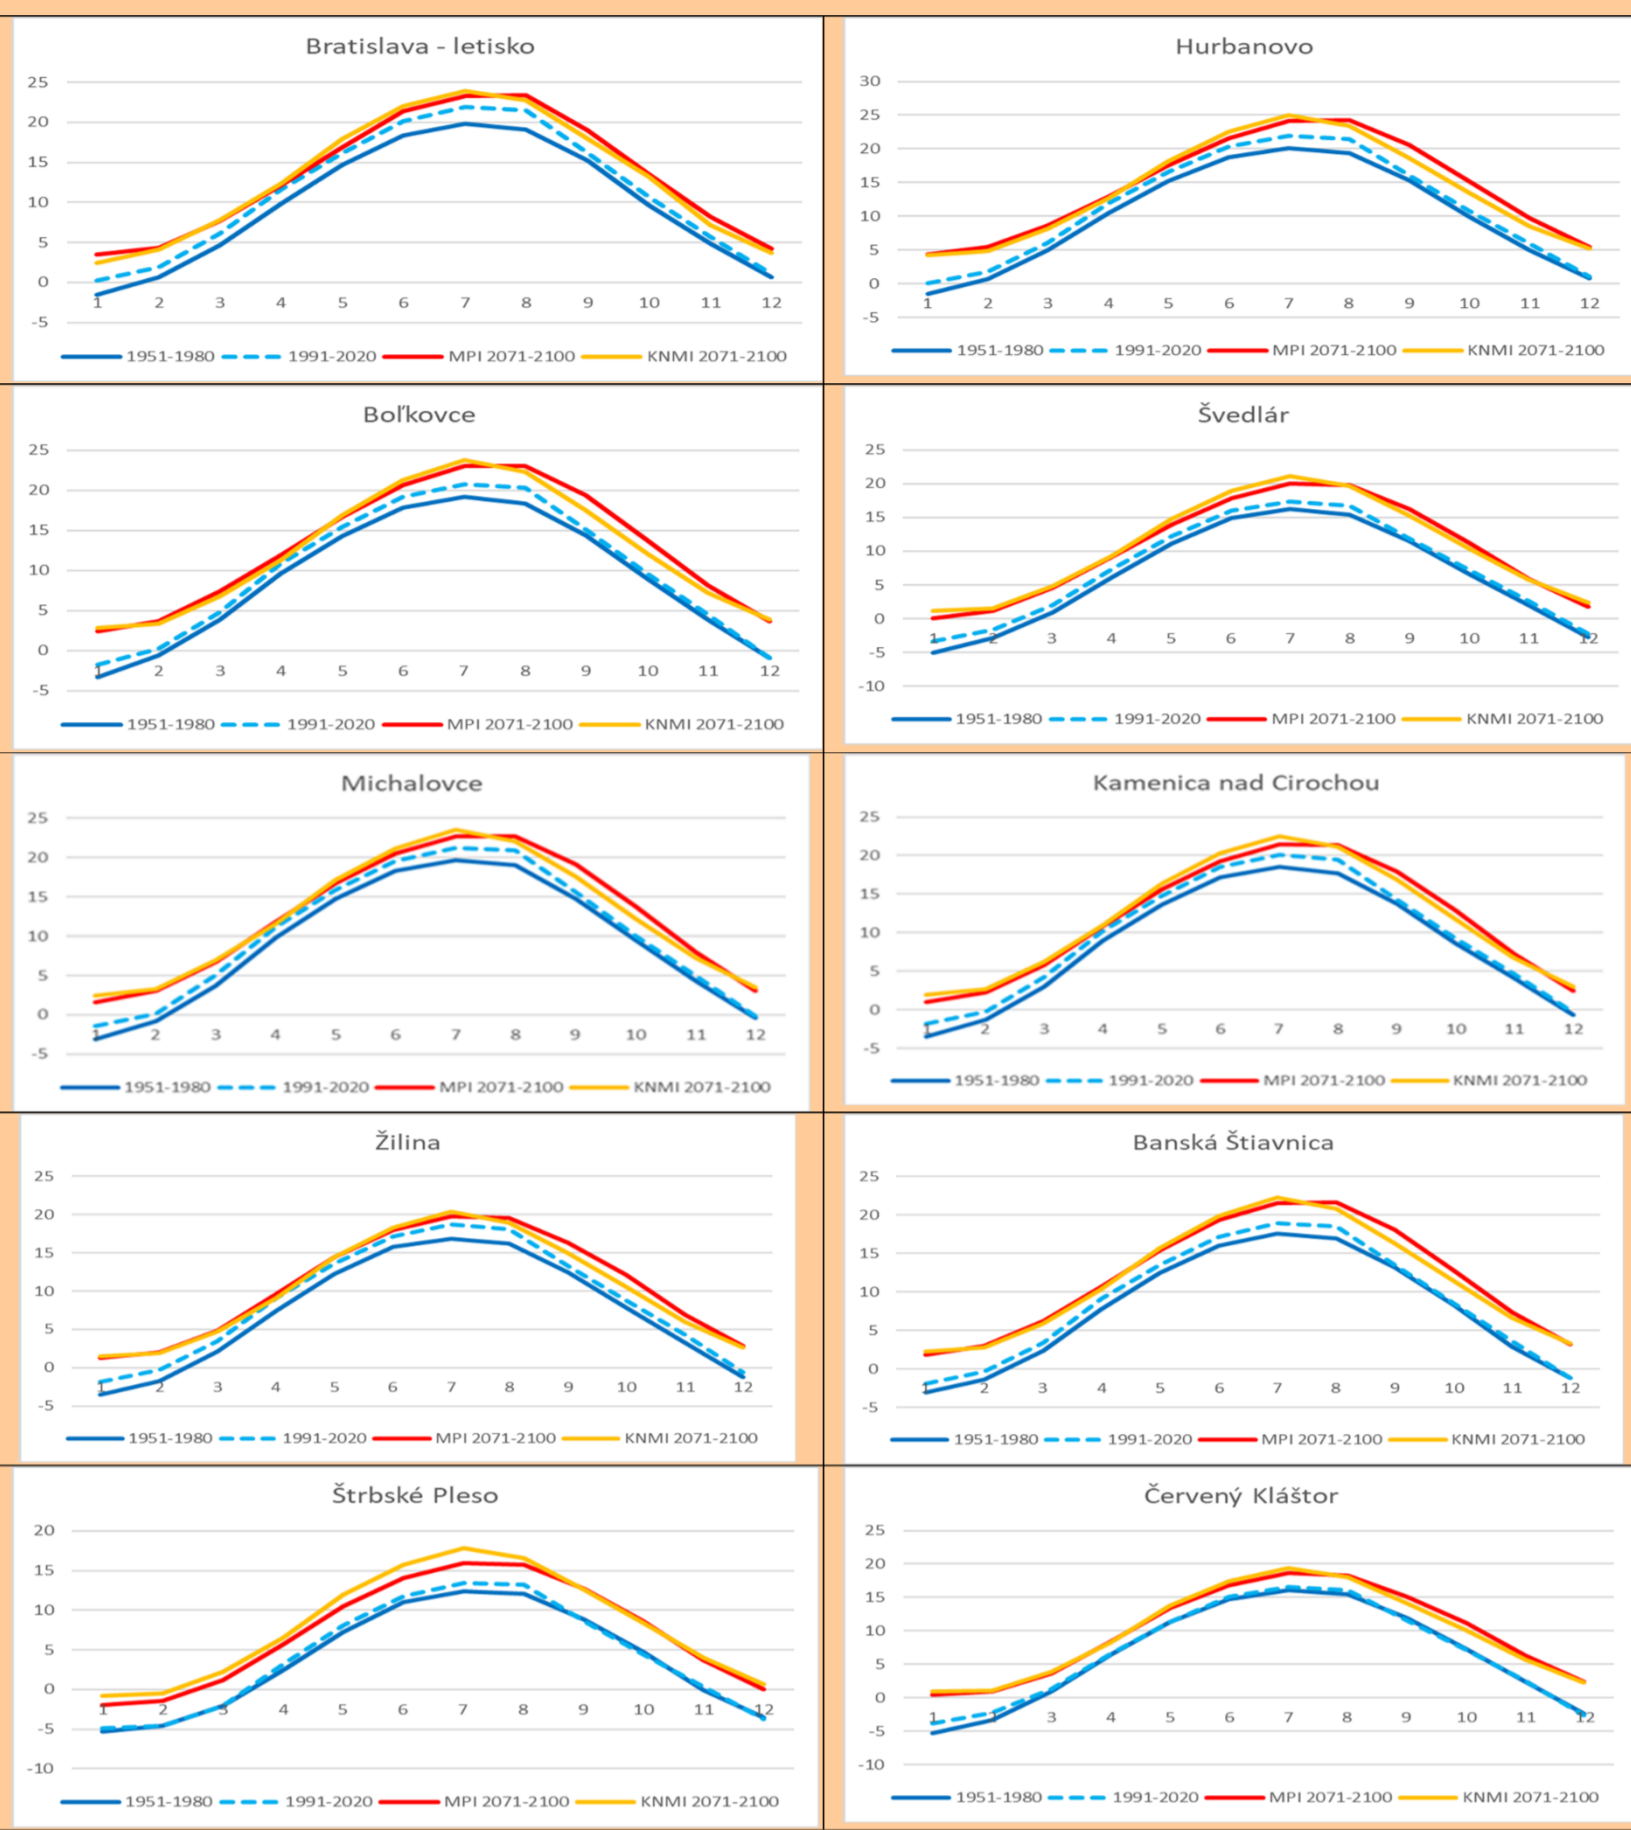 Bratislava - letisko
25
20
15
10
5
0
-5
1 2 3 4 5 6 7 8 9 10 11 12
1951-1980 1991-2020 MPI 2071-2100 KNMI 2071-2100
Hurbanovo
30
25
20
15
10
5
0
-5
1 2 3 4 5 6 7 8 9 10 11 12
1951-1980 1991-2020 MPI 2071-2100 KNMI 2071-2100
Boľkovce
25
20
15
10
5
0
-5
1 2 3 4 5 6 7 8 9 10 11 12
1951-1980 1991-2020 MPI 2071-2100 KNMI 2071-2100
Švedlár
25
20
15
10
5
0
-5
-10
1 2 3 4 5 6 7 8 9 10 11 12
1951-1980 1991-2020 MPI 2071-2100 KNMI 2071-2100
Michalovce
25
20
15
10
5
0
-5
1 2 3 4 5 6 7 8 9 10 11 12
1951-1980 1991-2020 MPI 2071-2100 KNMI 2071-2100
Kamenica nad Cirochou
25
20
15
10
5
0
-5
1 2 3 4 5 6 7 8 9 10 11 12
1951-1980 1991-2020 MPI 2071-2100 KNMI 2071-2100
Žilina
25
20
15
10
5
0
-5
1 2 3 4 5 6 7 8 9 10 11 12
1951-1980 1991-2020 MPI 2071-2100 KNMI 2071-2100
Banská Štiavnica
25
20
15
10
5
0
-5
1 2 3 4 5 6 7 8 9 10 11 12
1951-1980 1991-2020 MPI 2071-2100 KNMI 2071-2100
Štrbské Pleso
20
15
10
5
0
-5
-10
1 2 3 4 5 6 7 8 9 10 11 12
1951-1980 1991-2020 MPI 2071-2100 KNMI 2071-2100
Červený Kláštor
25
20
15
10
5
0
-5
-10
1 2 3 4 5 6 7 8 9 10 11 12
1951-1980 1991-2020 MPI 2071-2100 KNMI 2071-2100